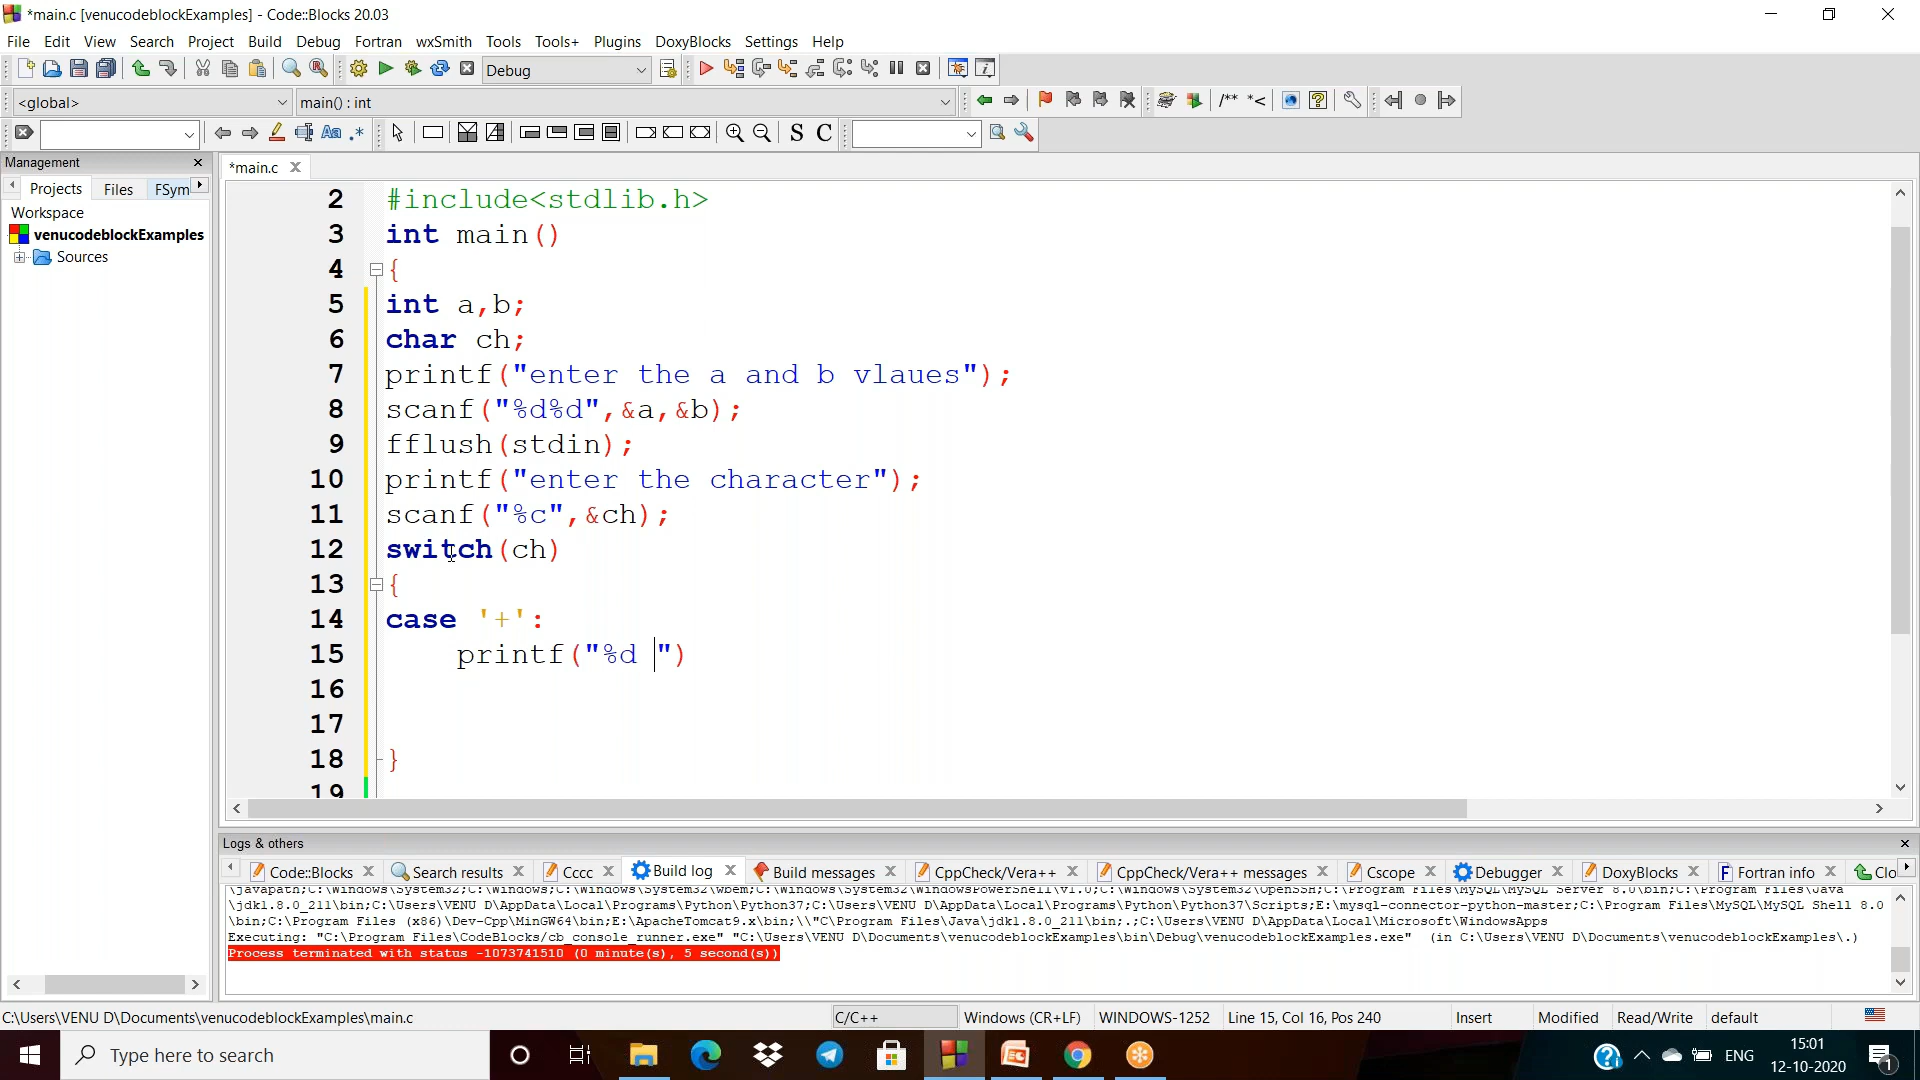 *main.c [venucodeblockExamples] - Code::Blocks 20.03
File Edit View Search Project Build Debug Fortran wxSmith Tools Tools+ Plugins DoxyBlocks Settings Help
Debug
<global> main() : int /** *<
Aa .* S C
Management
Projects Files FSym
Workspace
venucodeblockExamples
Sources
*main.c
2 #include<stdlib.h>
3 int main()
4 {
5 int a,b;
6 char ch;
7 printf("enter the a and b vlaues");
8 scanf("%d%d",&a,&b);
9 fflush(stdin);
10 printf("enter the character");
11 scanf("%c",&ch);
12 switch(ch)
13 {
14 case '+':
15 printf("%d ")
16
17
18 }
19
Logs & others
Code::Blocks Search results Cccc Build log Build messages CppCheck/Vera++ CppCheck/Vera++ messages Cscope Debugger DoxyBlocks Fortran info Clo
\javapath;C:\Windows\System32;C:\Windows;C:\Windows\System32\wbem;C:\Windows\System32\WindowsPowerShell\v1.0;C:\Windows\System32\OpenSSH;C:\Program Files\MySQL\MySQL Server 8.0\bin;C:\Program Files\Java
\jdk1.8.0_211\bin;C:\Users\VENU D\AppData\Local\Programs\Python\Python37;C:\Users\VENU D\AppData\Local\Programs\Python\Python37\Scripts;E:\mysql-connector-python-master;C:\Program Files\MySQL\MySQL Shell 8.0
\bin;C:\Program Files (x86)\Dev-Cpp\MinGW64\bin;E:\ApacheTomcat9.x\bin;\\"C\Program Files\Java\jdk1.8.0_211\bin;.;C:\Users\VENU D\AppData\Local\Microsoft\WindowsApps
Executing: "C:\Program Files\CodeBlocks/cb_console_runner.exe" "C:\Users\VENU D\Documents\venucodeblockExamples\bin\Debug\venucodeblockExamples.exe" (in C:\Users\VENU D\Documents\venucodeblockExamples\.)
Process terminated with status -1073741510 (0 minute(s), 5 second(s))
C:\Users\VENU D\Documents\venucodeblockExamples\main.c C/C++ Windows (CR+LF) WINDOWS-1252 Line 15, Col 16, Pos 240 Insert Modified Read/Write default
Type here to search ENG 15:01
12-10-2020 1